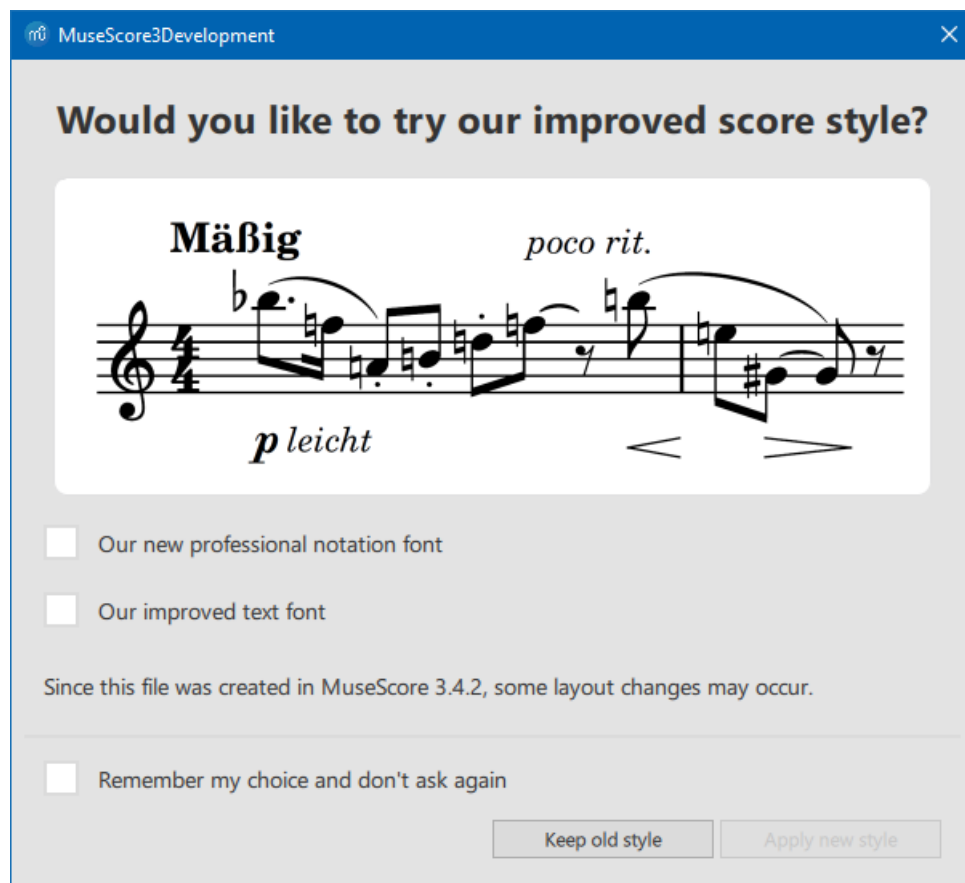 MuseScore3Development
Would you like to try our improved score style?
Mäßig
poco rit.
p leicht
Our new professional notation font
Our improved text font
Since this file was created in MuseScore 3.4.2, some layout changes may occur.
Remember my choice and don't ask again
Keep old style
Apply new style